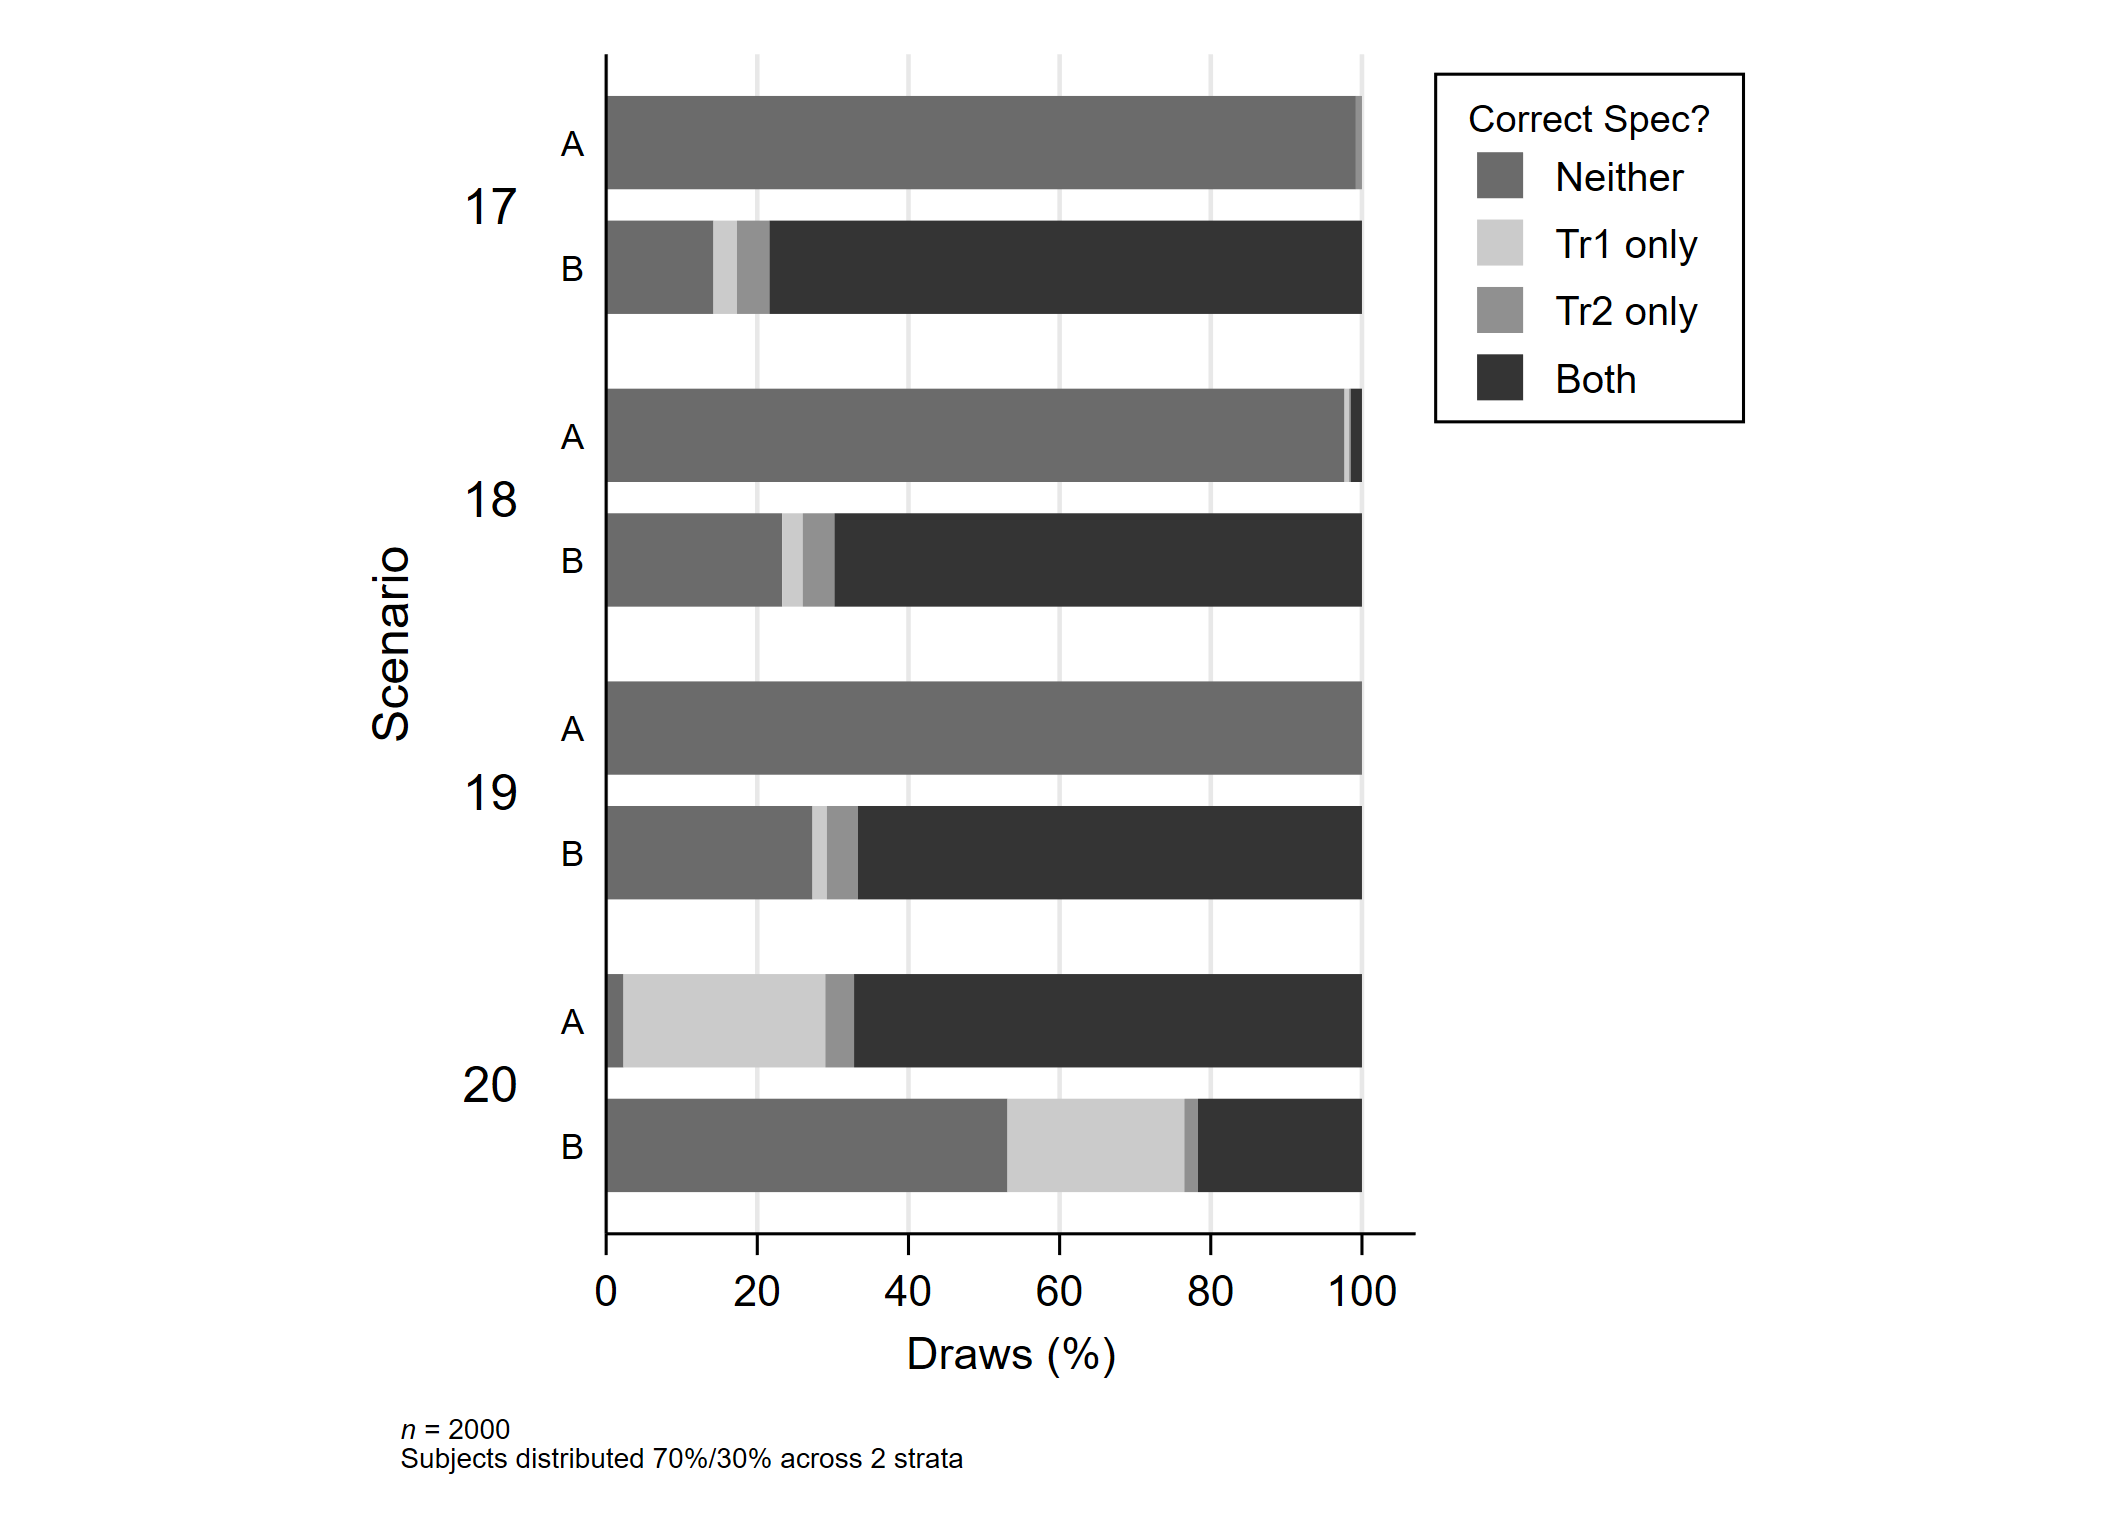 Correct Spec?
Neither
Tr1 only
Tr2 only
Both
Scenario
17
A
B
18
A
B
19
A
B
20
A
B
0 20 40 60 80 100
Draws (%)
n = 2000
Subjects distributed 70%/30% across 2 strata